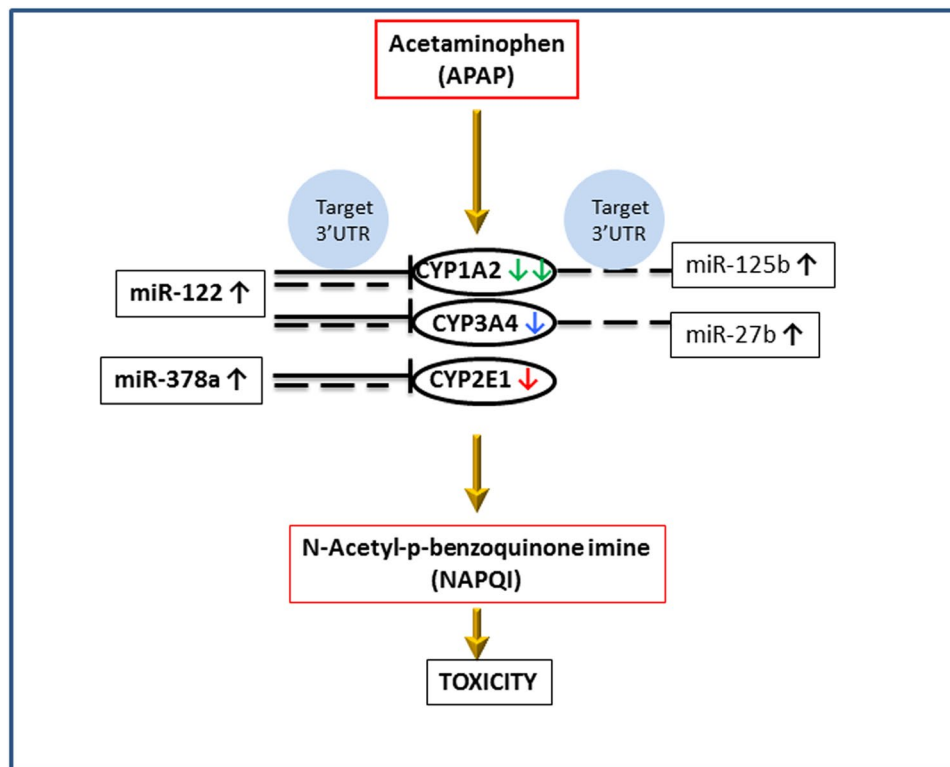 Acetaminophen
(APAP)
Target
3'UTR
Target
3'UTR
miR-122 ↑
CYP1A2 ↓ ↓
miR-125b ↑
CYP3A4 ↓
miR-27b ↑
miR-378a ↑
CYP2E1 ↓
N-Acetyl-p-benzoquinone imine
(NAPQI)
TOXICITY